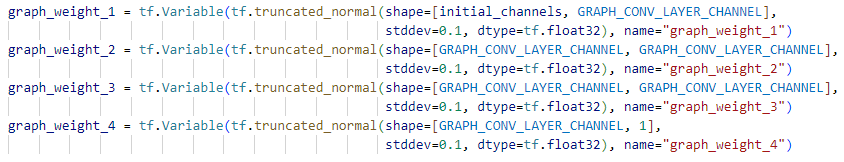 graph_weight_1 = tf.Variable(tf.truncated_normal(shape=[initial_channels, GRAPH_CONV_LAYER_CHANNEL],
stddev=0.1, dtype=tf.float32), name="graph_weight_1")
graph_weight_2 = tf.Variable(tf.truncated_normal(shape=[GRAPH_CONV_LAYER_CHANNEL, GRAPH_CONV_LAYER_CHANNEL],
stddev=0.1, dtype=tf.float32), name="graph_weight_2")
graph_weight_3 = tf.Variable(tf.truncated_normal(shape=[GRAPH_CONV_LAYER_CHANNEL, GRAPH_CONV_LAYER_CHANNEL],
stddev=0.1, dtype=tf.float32), name="graph_weight_3")
graph_weight_4 = tf.Variable(tf.truncated_normal(shape=[GRAPH_CONV_LAYER_CHANNEL, 1],
stddev=0.1, dtype=tf.float32), name="graph_weight_4")